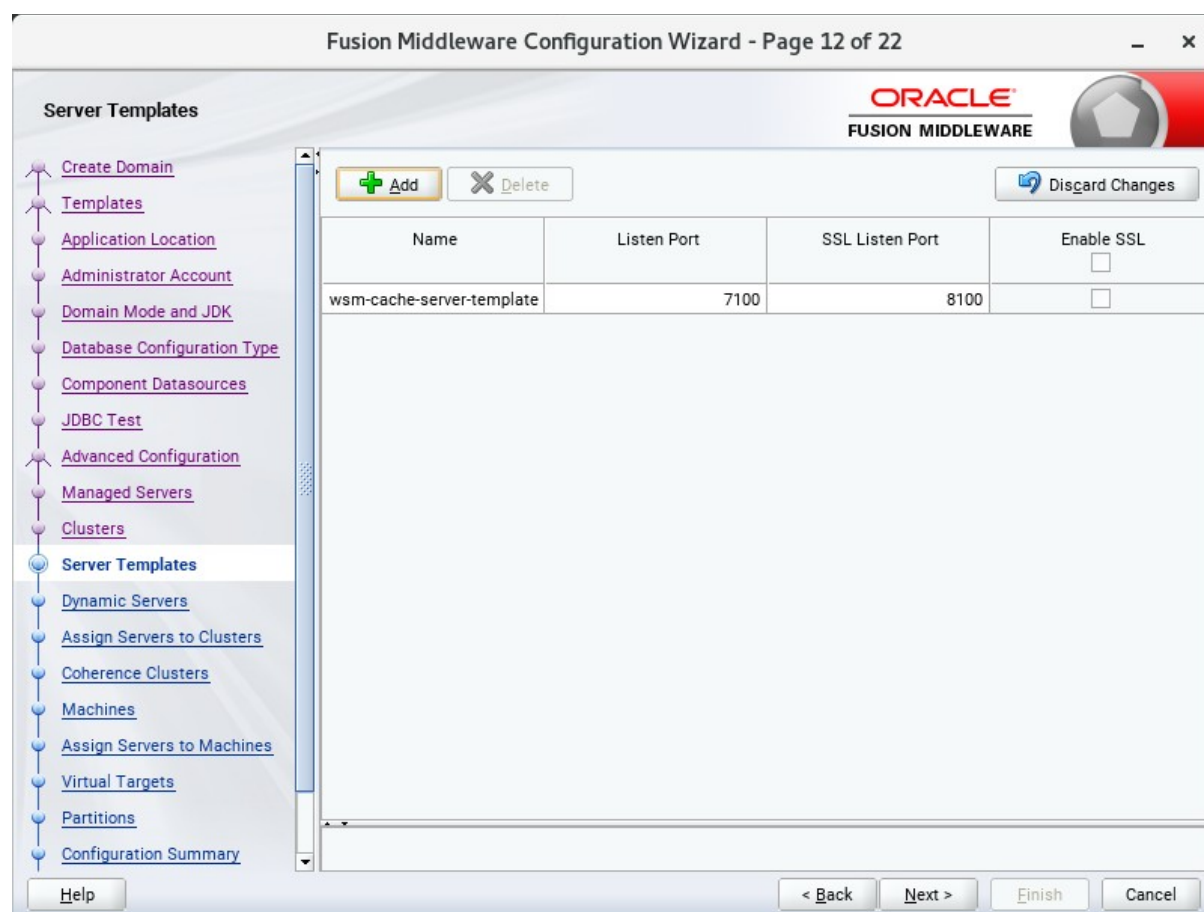 Fusion Middleware Configuration Wizard - Page 12 of 22
Server Templates
ORACLE
FUSION MIDDLEWARE
Create Domain
Templates
Application Location
Administrator Account
Domain Mode and JDK
Database Configuration Type
Component Datasources
JDBC Test
Advanced Configuration
Managed Servers
Clusters
Server Templates
Dynamic Servers
Assign Servers to Clusters
Coherence Clusters
Machines
Assign Servers to Machines
Virtual Targets
Partitions
Configuration Summary
Add Delete Discard Changes
Name Listen Port SSL Listen Port Enable SSL
wsm-cache-server-template 7100 8100
Help < Back Next > Finish Cancel